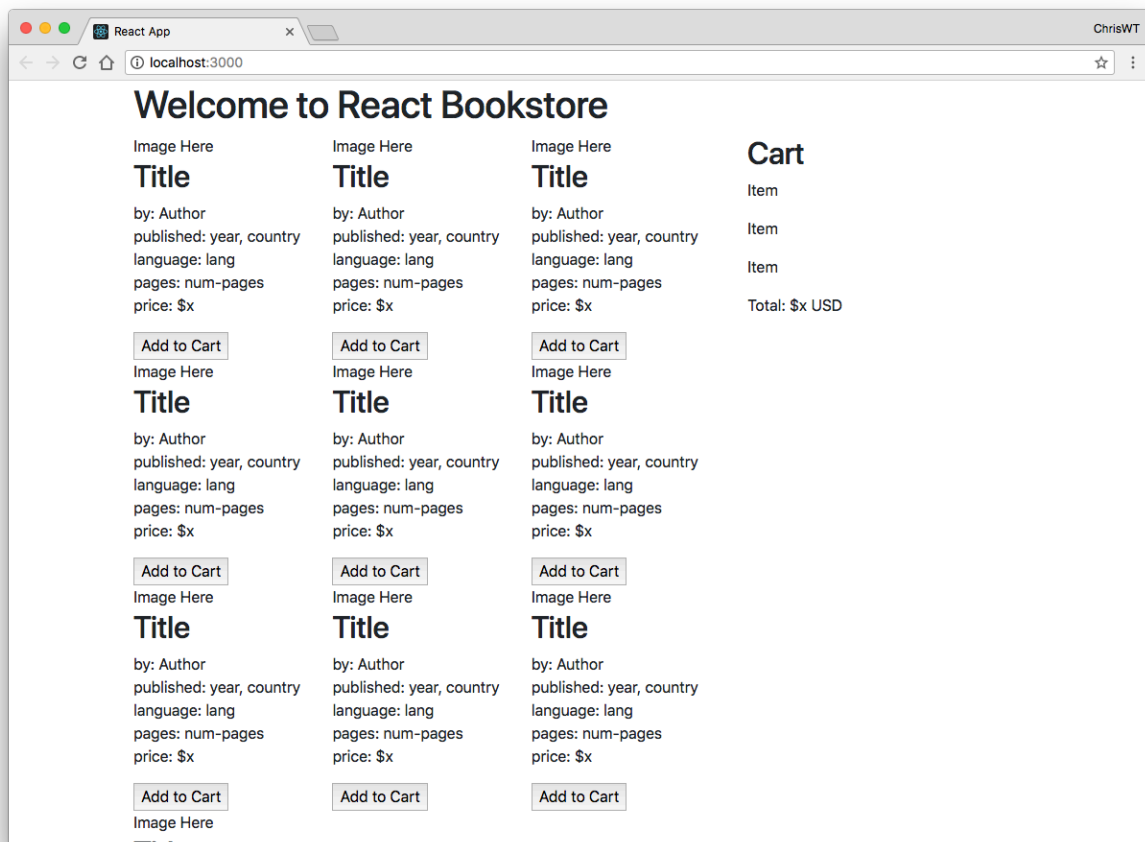 React App
ChrisWT
localhost:3000
Welcome to React Bookstore
Image Here Image Here Image Here
Title Title Title
by: Author by: Author by: Author
published: year, country published: year, country published: year, country
language: lang language: lang language: lang
pages: num-pages pages: num-pages pages: num-pages
price: $x price: $x price: $x
Add to Cart Add to Cart Add to Cart
Image Here Image Here Image Here
Title Title Title
by: Author by: Author by: Author
published: year, country published: year, country published: year, country
language: lang language: lang language: lang
pages: num-pages pages: num-pages pages: num-pages
price: $x price: $x price: $x
Add to Cart Add to Cart Add to Cart
Image Here Image Here Image Here
Title Title Title
by: Author by: Author by: Author
published: year, country published: year, country published: year, country
language: lang language: lang language: lang
pages: num-pages pages: num-pages pages: num-pages
price: $x price: $x price: $x
Add to Cart Add to Cart Add to Cart
Image Here
Cart
Item
Item
Item
Total: $x USD